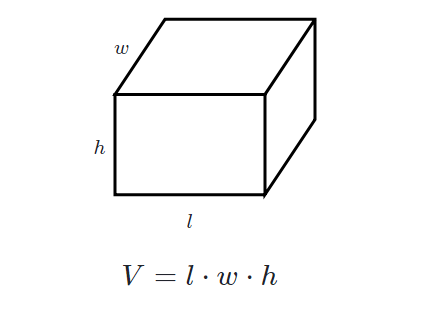 w
h
l
V = l · w · h